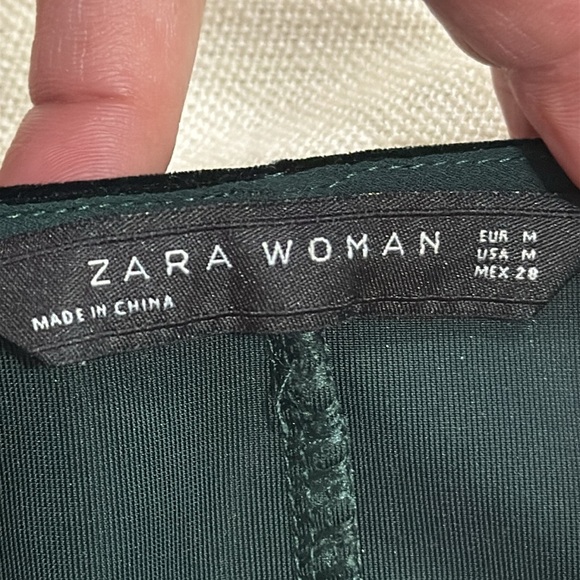 ZARA WOMAN
EUR M
USA M
MEX 28
MADE IN CHINA